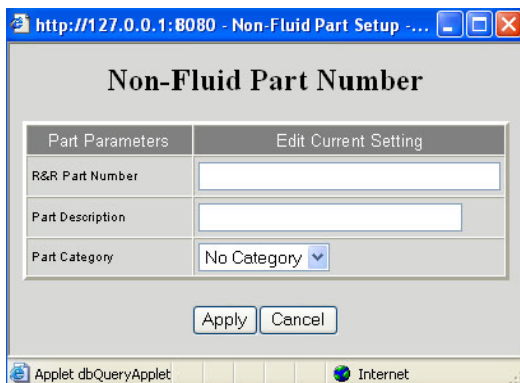 http://127.0.0.1:8080 - Non-Fluid Part Setup -...
Non-Fluid Part Number
Part Parameters Edit Current Setting
R&R Part Number
Part Description
Part Category No Category
Apply Cancel
Applet dbQueryApplet Internet